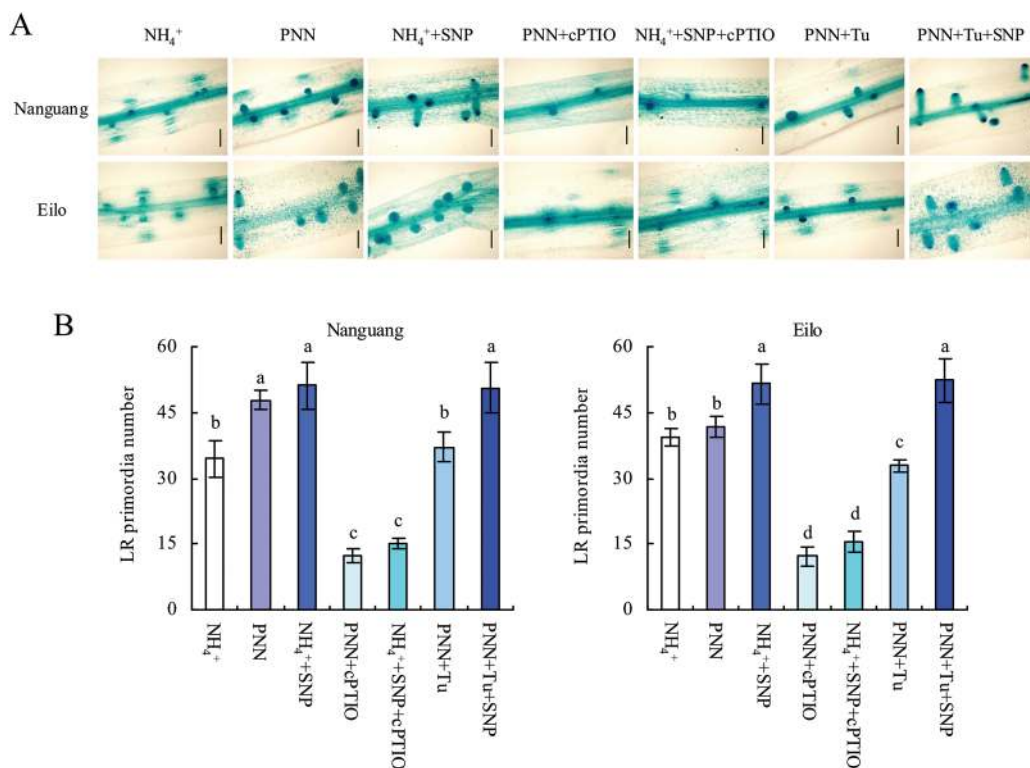 A
NH₄⁺ PNN NH₄⁺+SNP PNN+cPTIO NH₄⁺+SNP+cPTIO PNN+Tu PNN+Tu+SNP
Nanguang
Eilo
B
Nanguang
LR primordia number
60
45
30
15
0
b
a
a
c
c
b
a
NH₄⁺
PNN
NH₄⁺+SNP
PNN+cPTIO
NH₄⁺+SNP+cPTIO
PNN+Tu
PNN+Tu+SNP
Eilo
LR primordia number
60
45
30
15
0
b
b
a
d
d
c
a
NH₄⁺
PNN
NH₄⁺+SNP
PNN+cPTIO
NH₄⁺+SNP+cPTIO
PNN+Tu
PNN+Tu+SNP